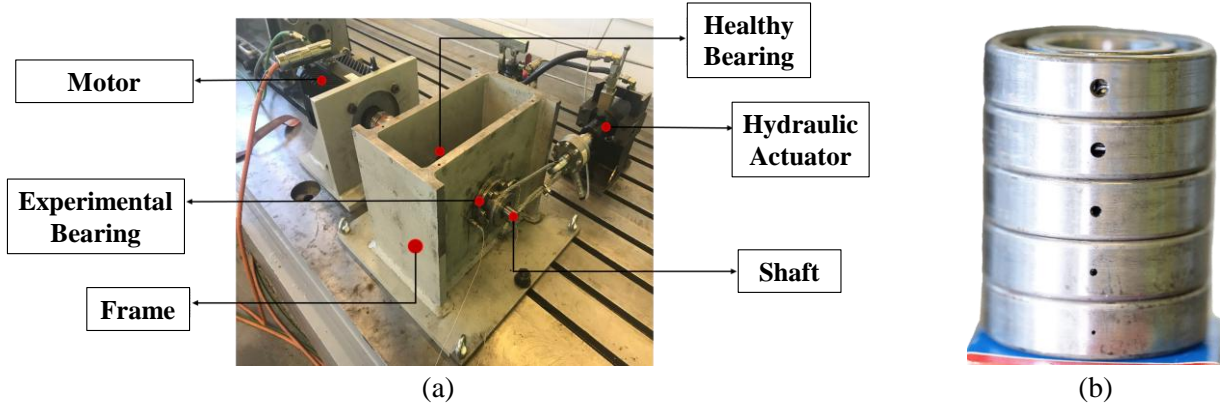 Motor
Experimental
Bearing
Frame
Healthy
Bearing
Hydraulic
Actuator
Shaft
(a)
(b)